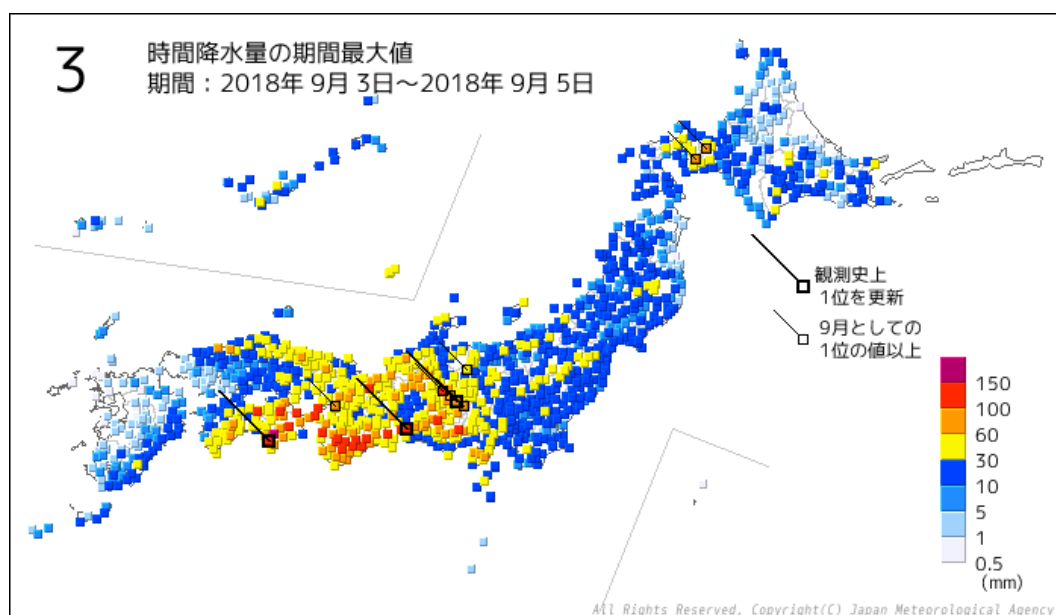 3
時間降水量の期間最大値
期間：2018年 9月 3日～2018年 9月 5日
観測史上
1位を更新
9月としての
1位の値以上
150
100
60
30
10
5
1
0.5
(mm)
All Rights Reserved, Copyright(C) Japan Meteorological Agency